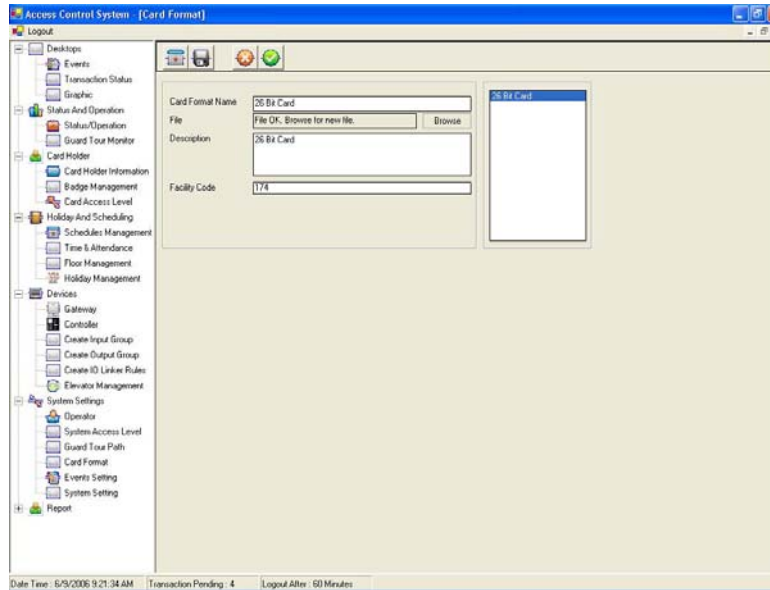 Access Control System - [Card Format]
Logout
Desktops
Events
Transaction Status
Graphic
Status And Operation
Status/Operation
Guard Tour Monitor
Card Holder
Card Holder Information
Badge Management
Card Access Level
Holiday And Scheduling
Schedules Management
Time & Attendance
Floor Management
Holiday Management
Devices
Gateway
Controller
Create Input Group
Create Output Group
Create IO Linker Rules
Elevator Management
System Settings
Operator
System Access Level
Guard Tour Path
Card Format
Events Setting
System Setting
Report
Card Format Name 26 Bit Card
File File OK. Browse for new file. Browse
Description 26 Bit Card
Facility Code 174
26 Bit Card
Date Time : 6/9/2006 9:21:34 AM Transaction Pending : 4 Logout After : 60 Minutes